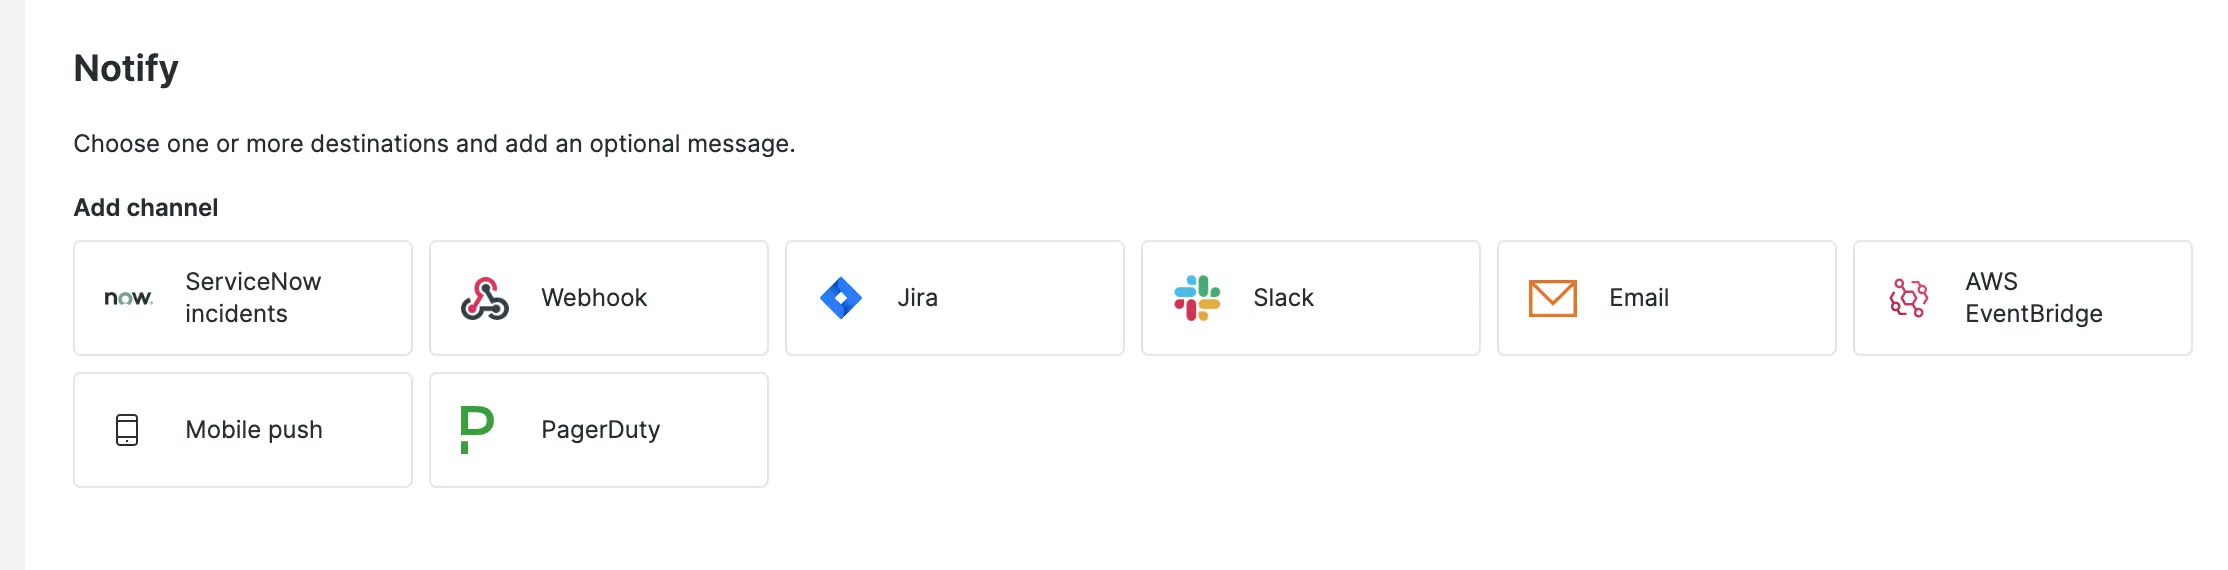 Notify
Choose one or more destinations and add an optional message.
Add channel
now.
ServiceNow
incidents
Webhook
Jira
Slack
Email
AWS
EventBridge
Mobile push
P
PagerDuty